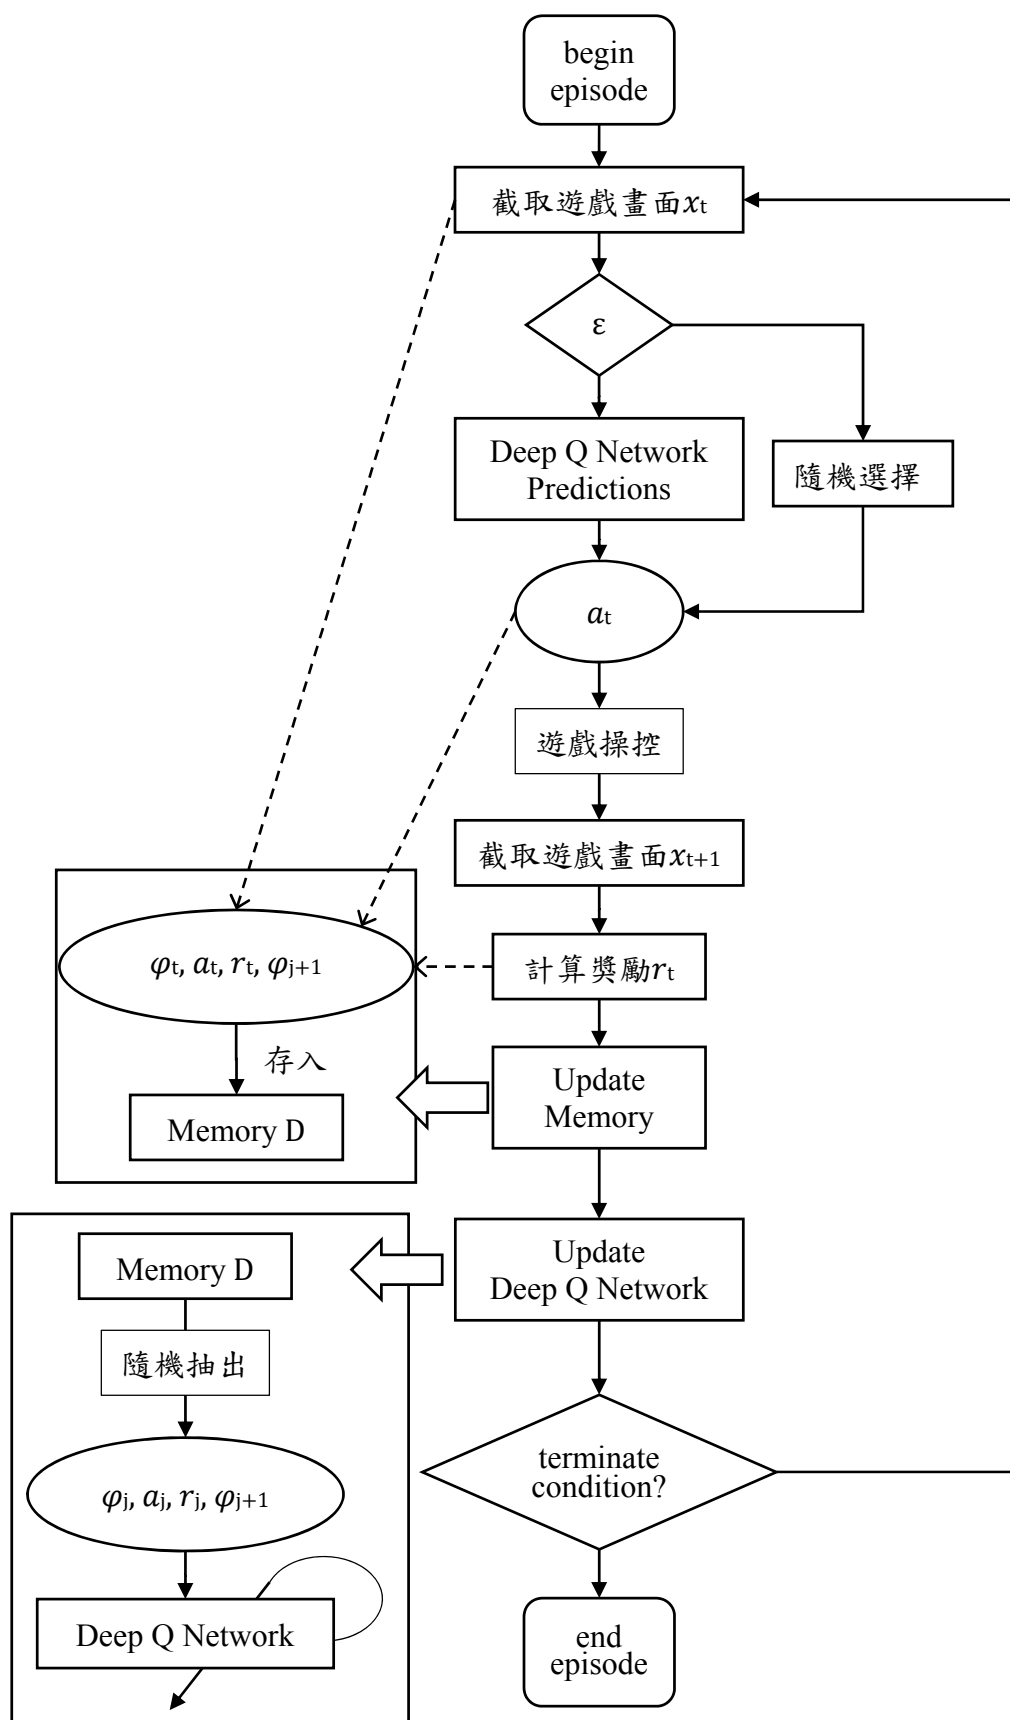 begin
episode
截取遊戲畫面xt
ε
Deep Q Network
Predictions
隨機選擇
at
遊戲操控
截取遊戲畫面xt+1
φt, at, rt, φj+1
計算獎勵rt
存入
Memory D
Update
Memory
Update
Deep Q Network
Memory D
隨機抽出
φj, aj, rj, φj+1
Deep Q Network
terminate
condition?
end
episode